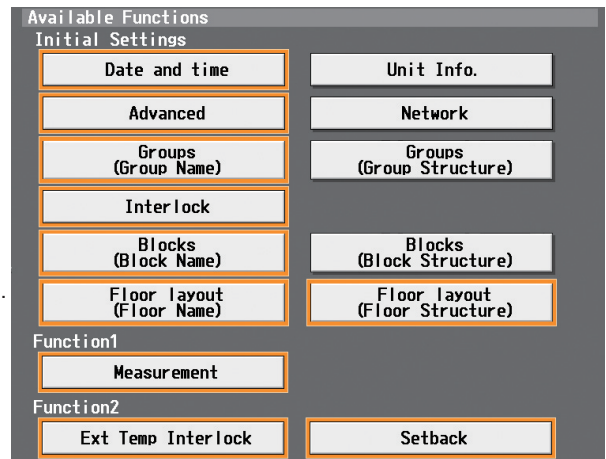 Available Functions
Initial Settings
Date and time
Unit Info.
Advanced
Network
Groups
(Group Name)
Groups
(Group Structure)
Interlock
Blocks
(Block Name)
Blocks
(Block Structure)
Floor layout
(Floor Name)
Floor layout
(Floor Structure)
Function1
Measurement
Function2
Ext Temp Interlock
Setback